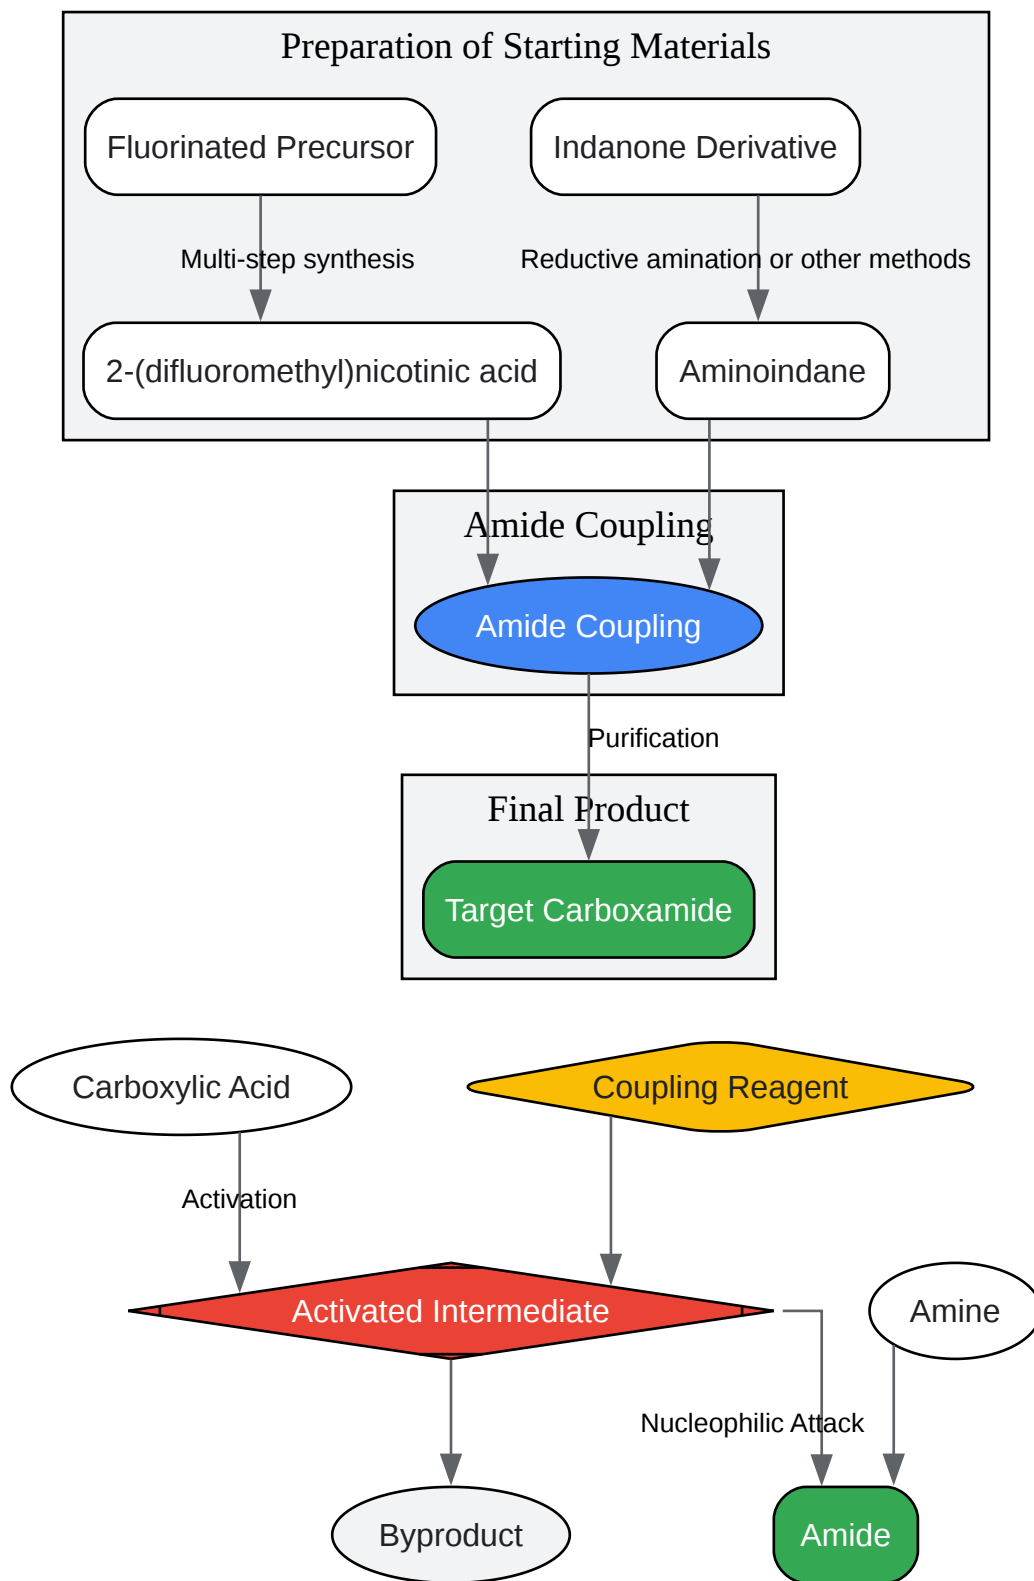 Preparation of Starting Materials
Fluorinated Precursor
Indanone Derivative
Multi-step synthesis
Reductive amination or other methods
2-(difluoromethyl)nicotinic acid
Aminoindane
Amide Coupling
Amide Coupling
Purification
Final Product
Target Carboxamide
Carboxylic Acid
Coupling Reagent
Activation
Activated Intermediate
Amine
Nucleophilic Attack
Byproduct
Amide